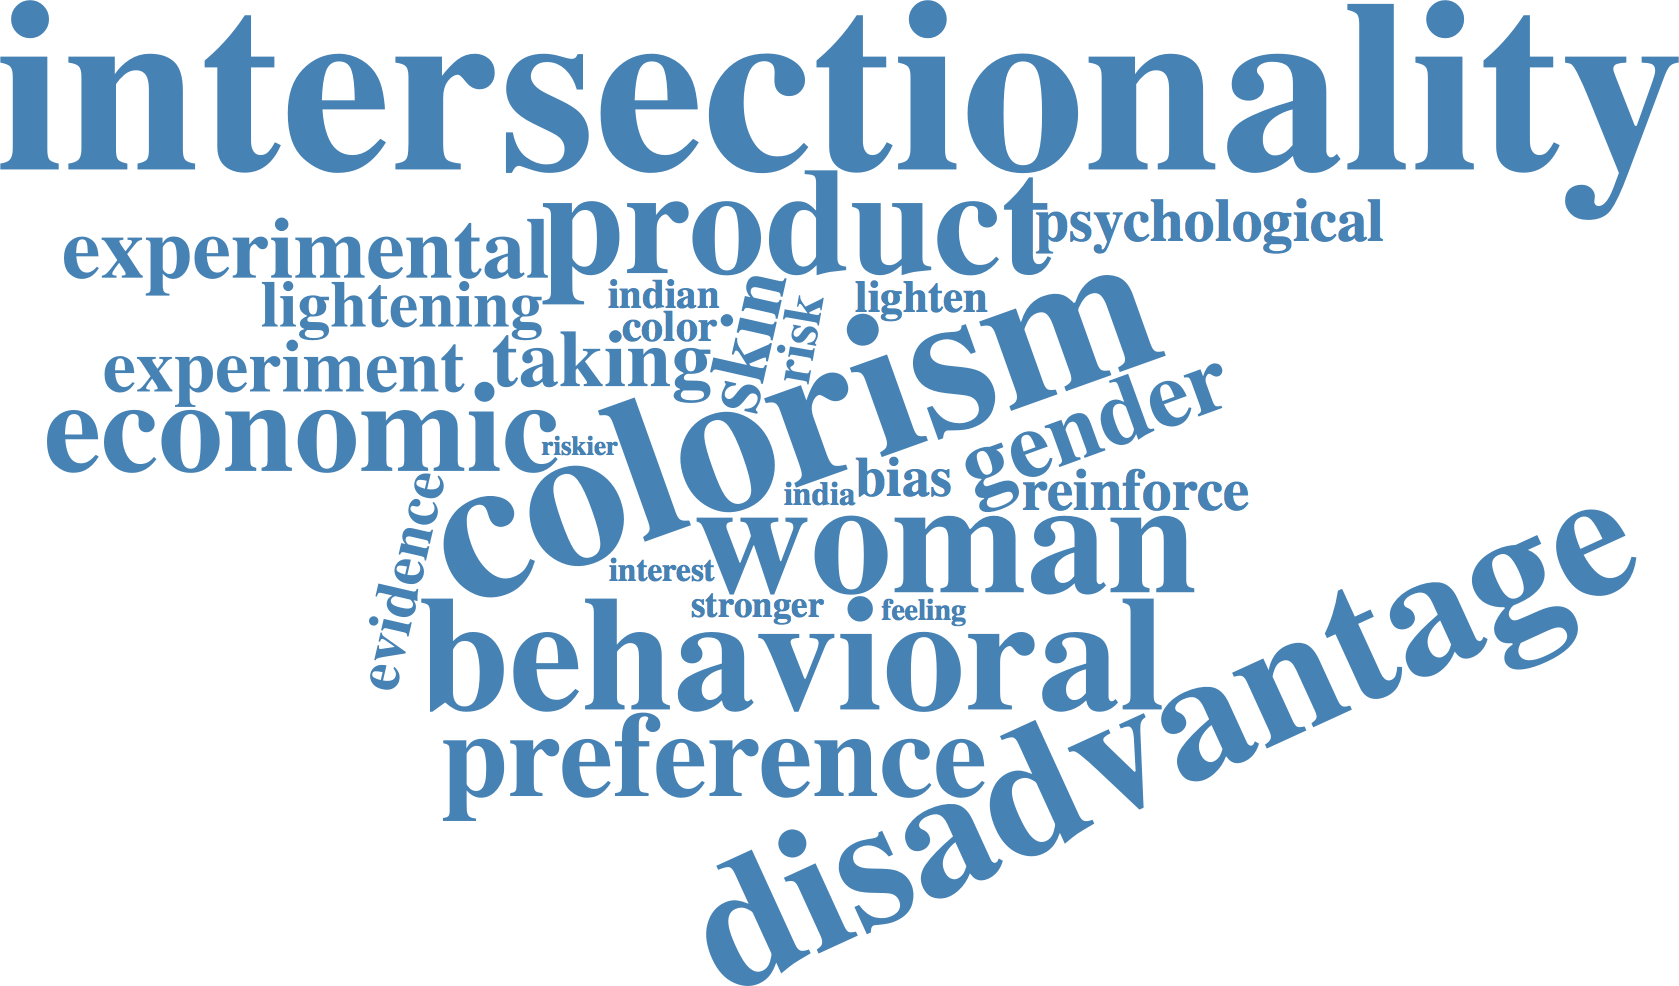 intersectionality
product
psychological
experimental
lightening
indian
skin
risk
lighten
color
colorism
experiment
taking
gender
economic
riskier
bias
india
reinforce
evidence
woman
disadvantage
interest
stronger
feeling
behavioral
preference